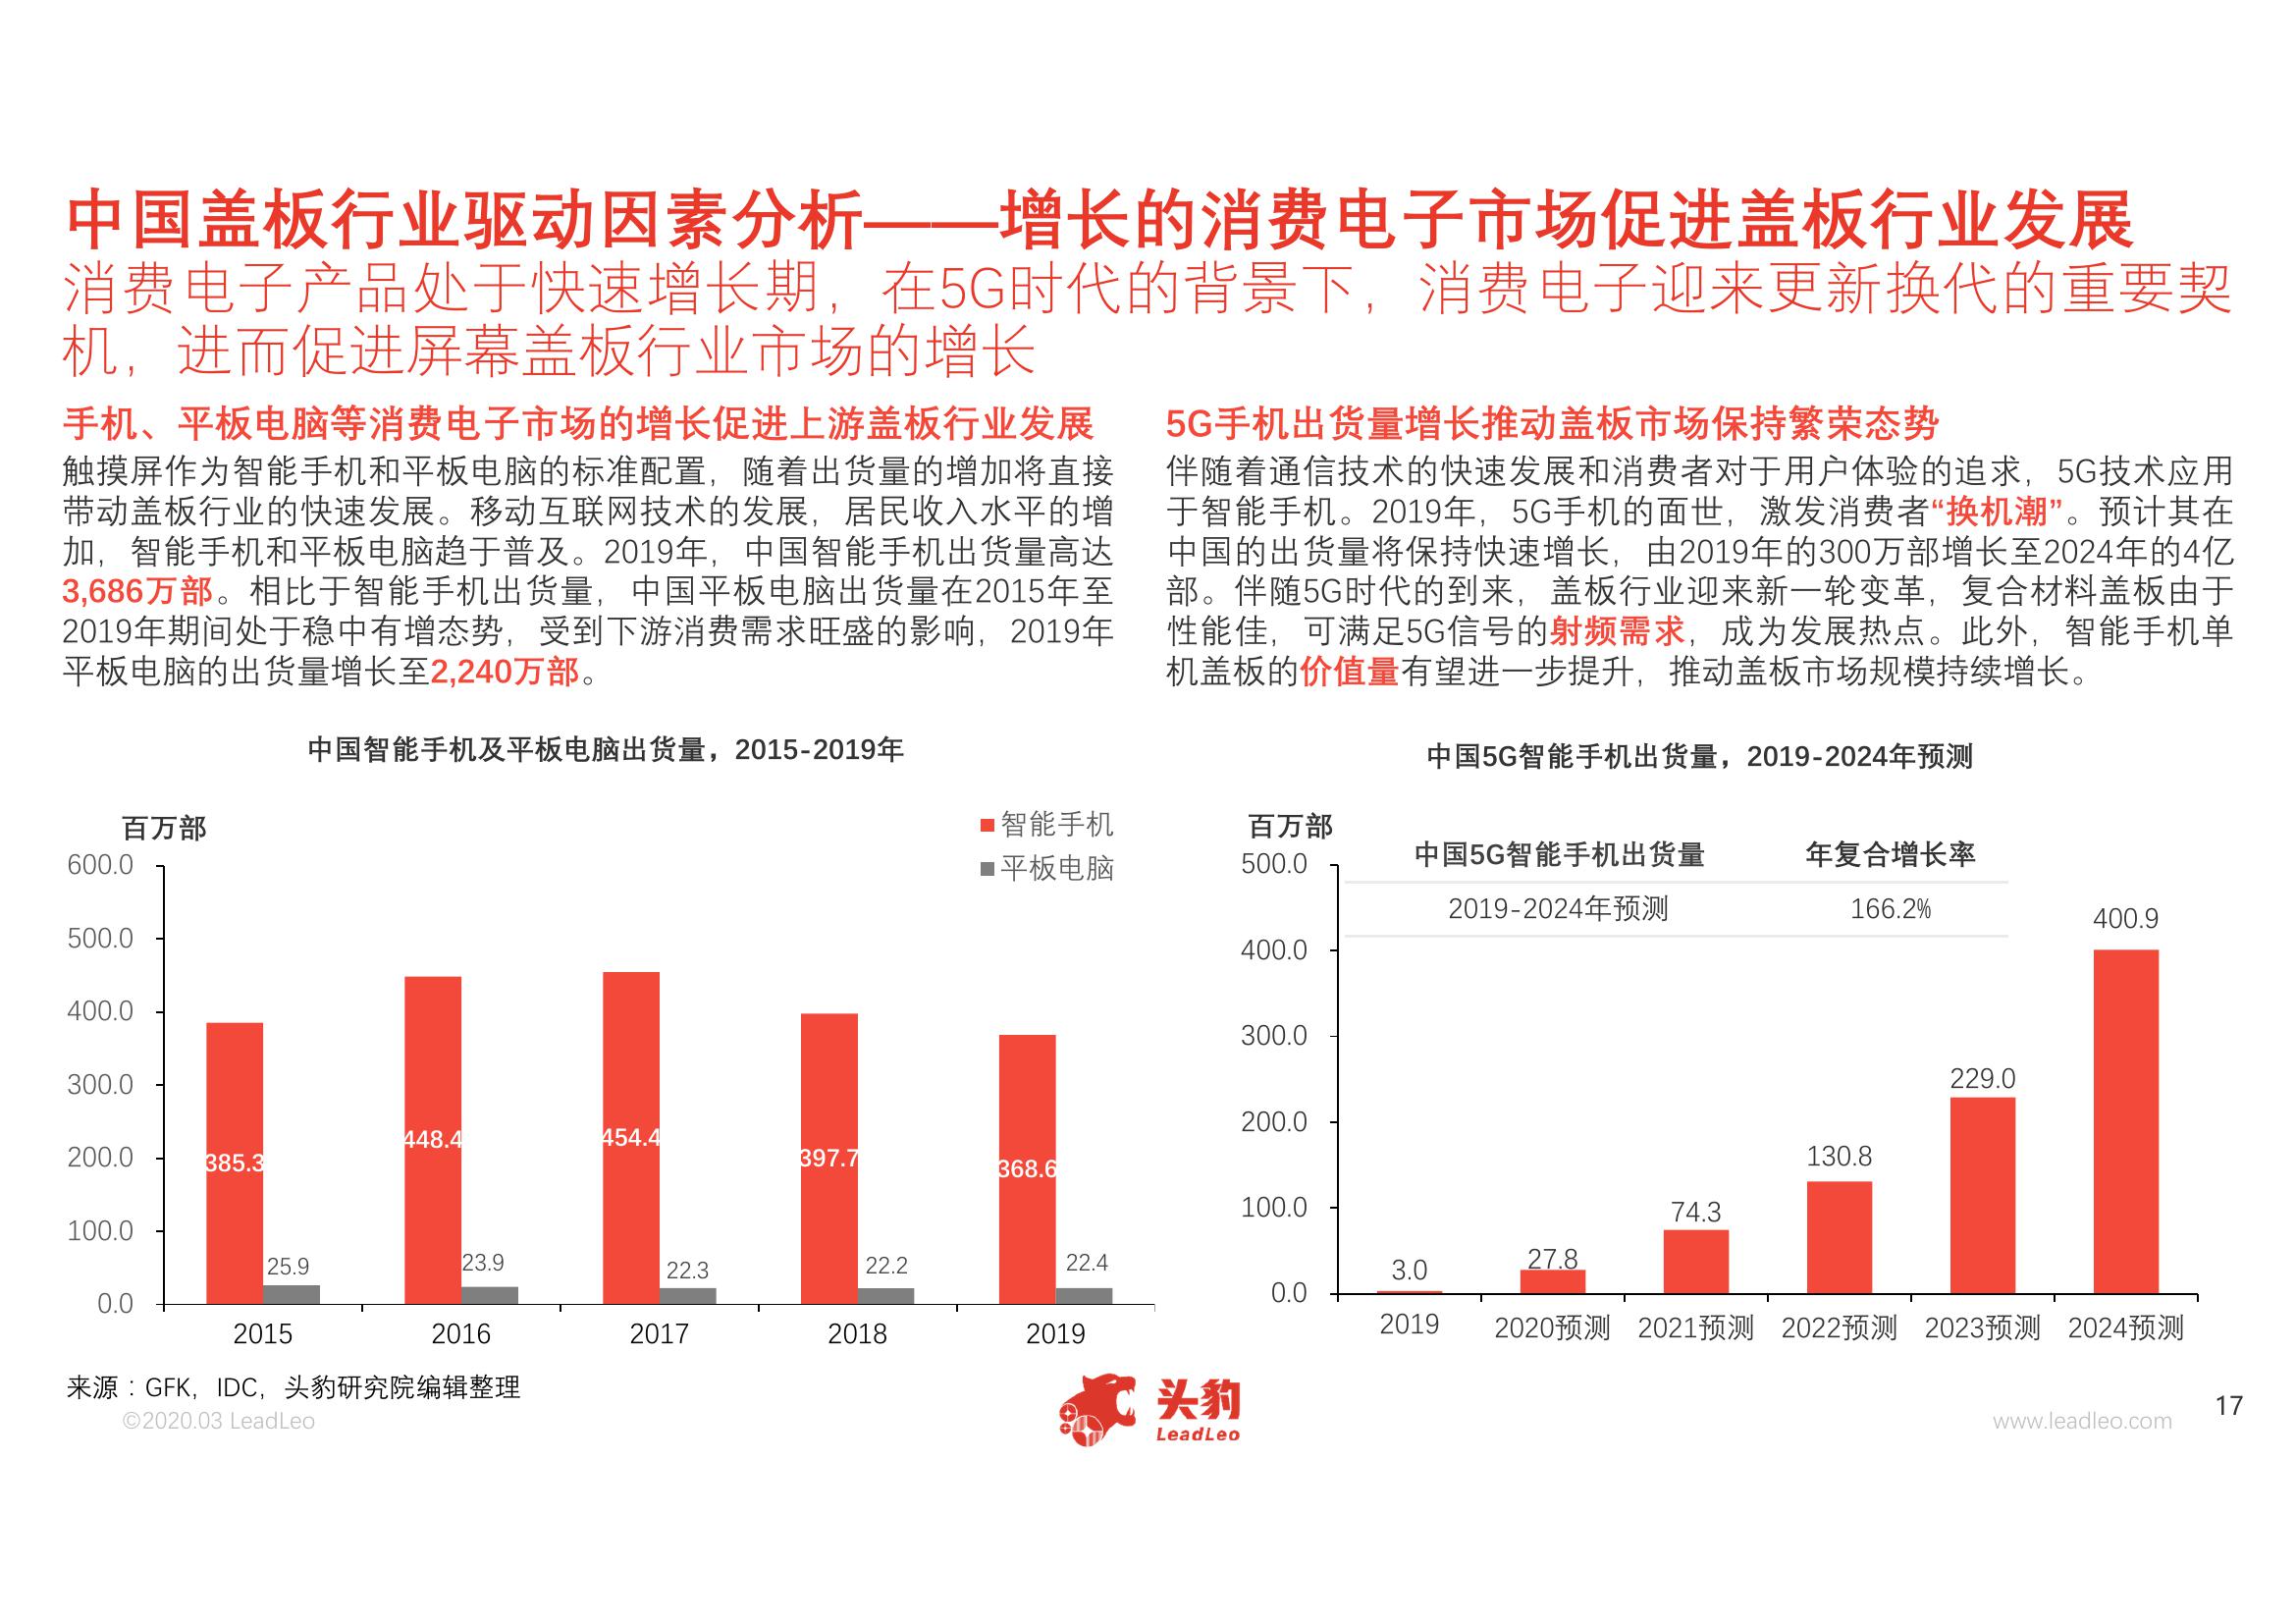 中国盖板行业驱动因素分析——增长的消费电子市场促进盖板行业发展
消费电子产品处于快速增长期，在5G时代的背景下，消费电子迎来更新换代的重要契
机，进而促进屏幕盖板行业市场的增长
手机、平板电脑等消费电子市场的增长促进上游盖板行业发展
触摸屏作为智能手机和平板电脑的标准配置，随着出货量的增加将直接
带动盖板行业的快速发展。移动互联网技术的发展，居民收入水平的增
加，智能手机和平板电脑趋于普及。2019年，中国智能手机出货量高达
3,686万部。相比于智能手机出货量，中国平板电脑出货量在2015年至
2019年期间处于稳中有增态势，受到下游消费需求旺盛的影响，2019年
平板电脑的出货量增长至2,240万部。
5G手机出货量增长推动盖板市场保持繁荣态势
伴随着通信技术的快速发展和消费者对于用户体验的追求，5G技术应用
于智能手机。2019年，5G手机的面世，激发消费者“换机潮”。预计其在
中国的出货量将保持快速增长，由2019年的300万部增长至2024年的4亿
部。伴随5G时代的到来，盖板行业迎来新一轮变革，复合材料盖板由于
性能佳，可满足5G信号的射频需求，成为发展热点。此外，智能手机单
机盖板的价值量有望进一步提升，推动盖板市场规模持续增长。
中国智能手机及平板电脑出货量，2015-2019年
百万部
智能手机
平板电脑
600.0
500.0
400.0
300.0
200.0
100.0
0.0
385.3
25.9
448.4
23.9
454.4
22.3
397.7
22.2
368.6
22.4
2015
2016
2017
2018
2019
中国5G智能手机出货量，2019-2024年预测
百万部
中国5G智能手机出货量 年复合增长率
2019-2024年预测 166.2%
500.0
400.0
300.0
200.0
100.0
0.0
3.0
27.8
74.3
130.8
229.0
400.9
2019
2020预测
2021预测
2022预测
2023预测
2024预测
来源：GFK，IDC，头豹研究院编辑整理
©2020.03 LeadLeo
头豹
LeadLeo
www.leadleo.com
17